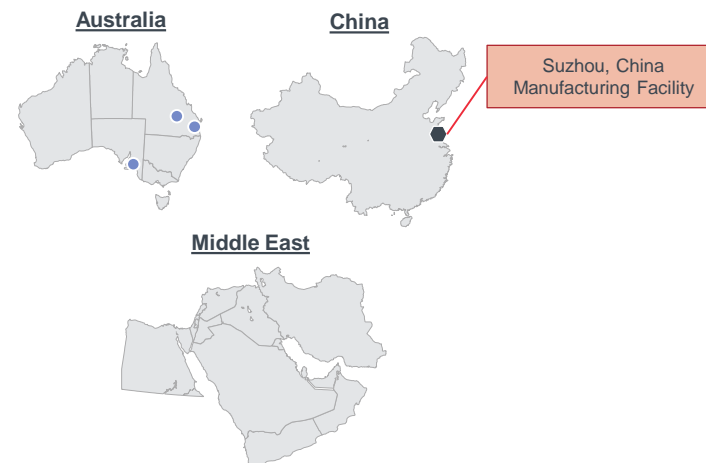 Australia
China
Suzhou, China
Manufacturing Facility
Middle East